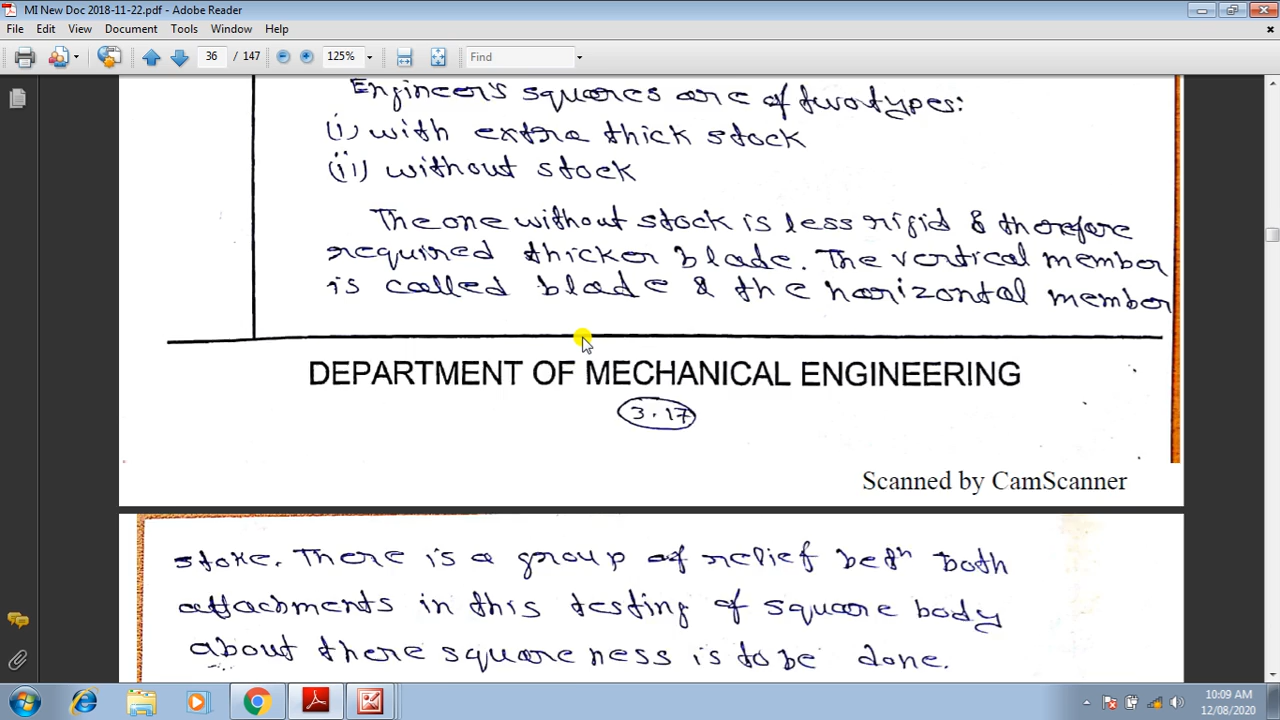 MI New Doc 2018-11-22.pdf - Adobe Reader
File Edit View Document Tools Window Help
36 / 147 125% Find
Engineer's squares are of two types:
(i) with extra thick stock
(ii) without stock
The one without stock is less rigid & therefore
required thicker blade. The vertical member
is called blade & the horizontal member
DEPARTMENT OF MECHANICAL ENGINEERING
3.17
Scanned by CamScanner
stoke. There is a group of relief betn both
attachments in this testing of square body
about there squareness is to be done.
10:09 AM
12/08/2020